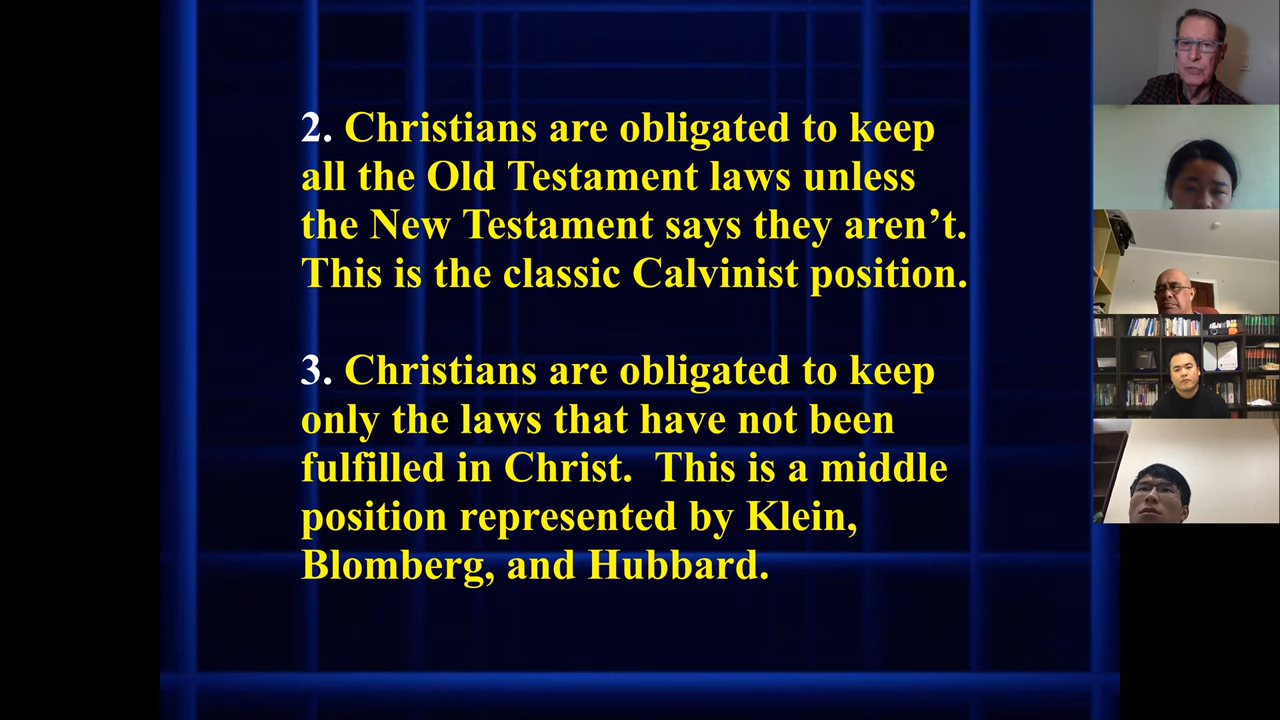 2. Christians are obligated to keep
all the Old Testament laws unless
the New Testament says they aren’t.
This is the classic Calvinist position.
3. Christians are obligated to keep
only the laws that have not been
fulfilled in Christ.  This is a middle
position represented by Klein,
Blomberg, and Hubbard.